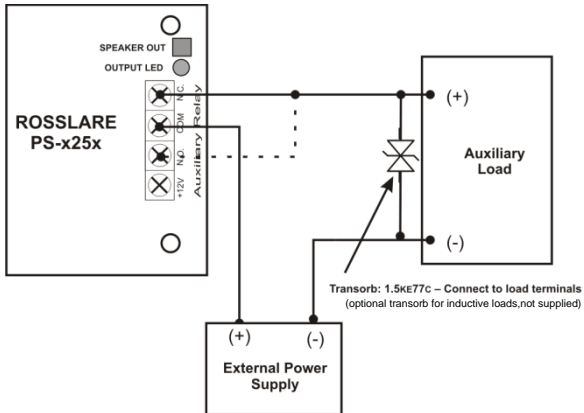 SPEAKER OUT
OUTPUT LED
ROSSLARE
PS-x25x
N.C.
COM
N.O.
+12V
Auxiliary Relay
(+)
Auxiliary
Load
(-)
Transorb: 1.5KE77C – Connect to load terminals
(optional transorb for inductive loads,not supplied)
(+)
(-)
External Power
Supply